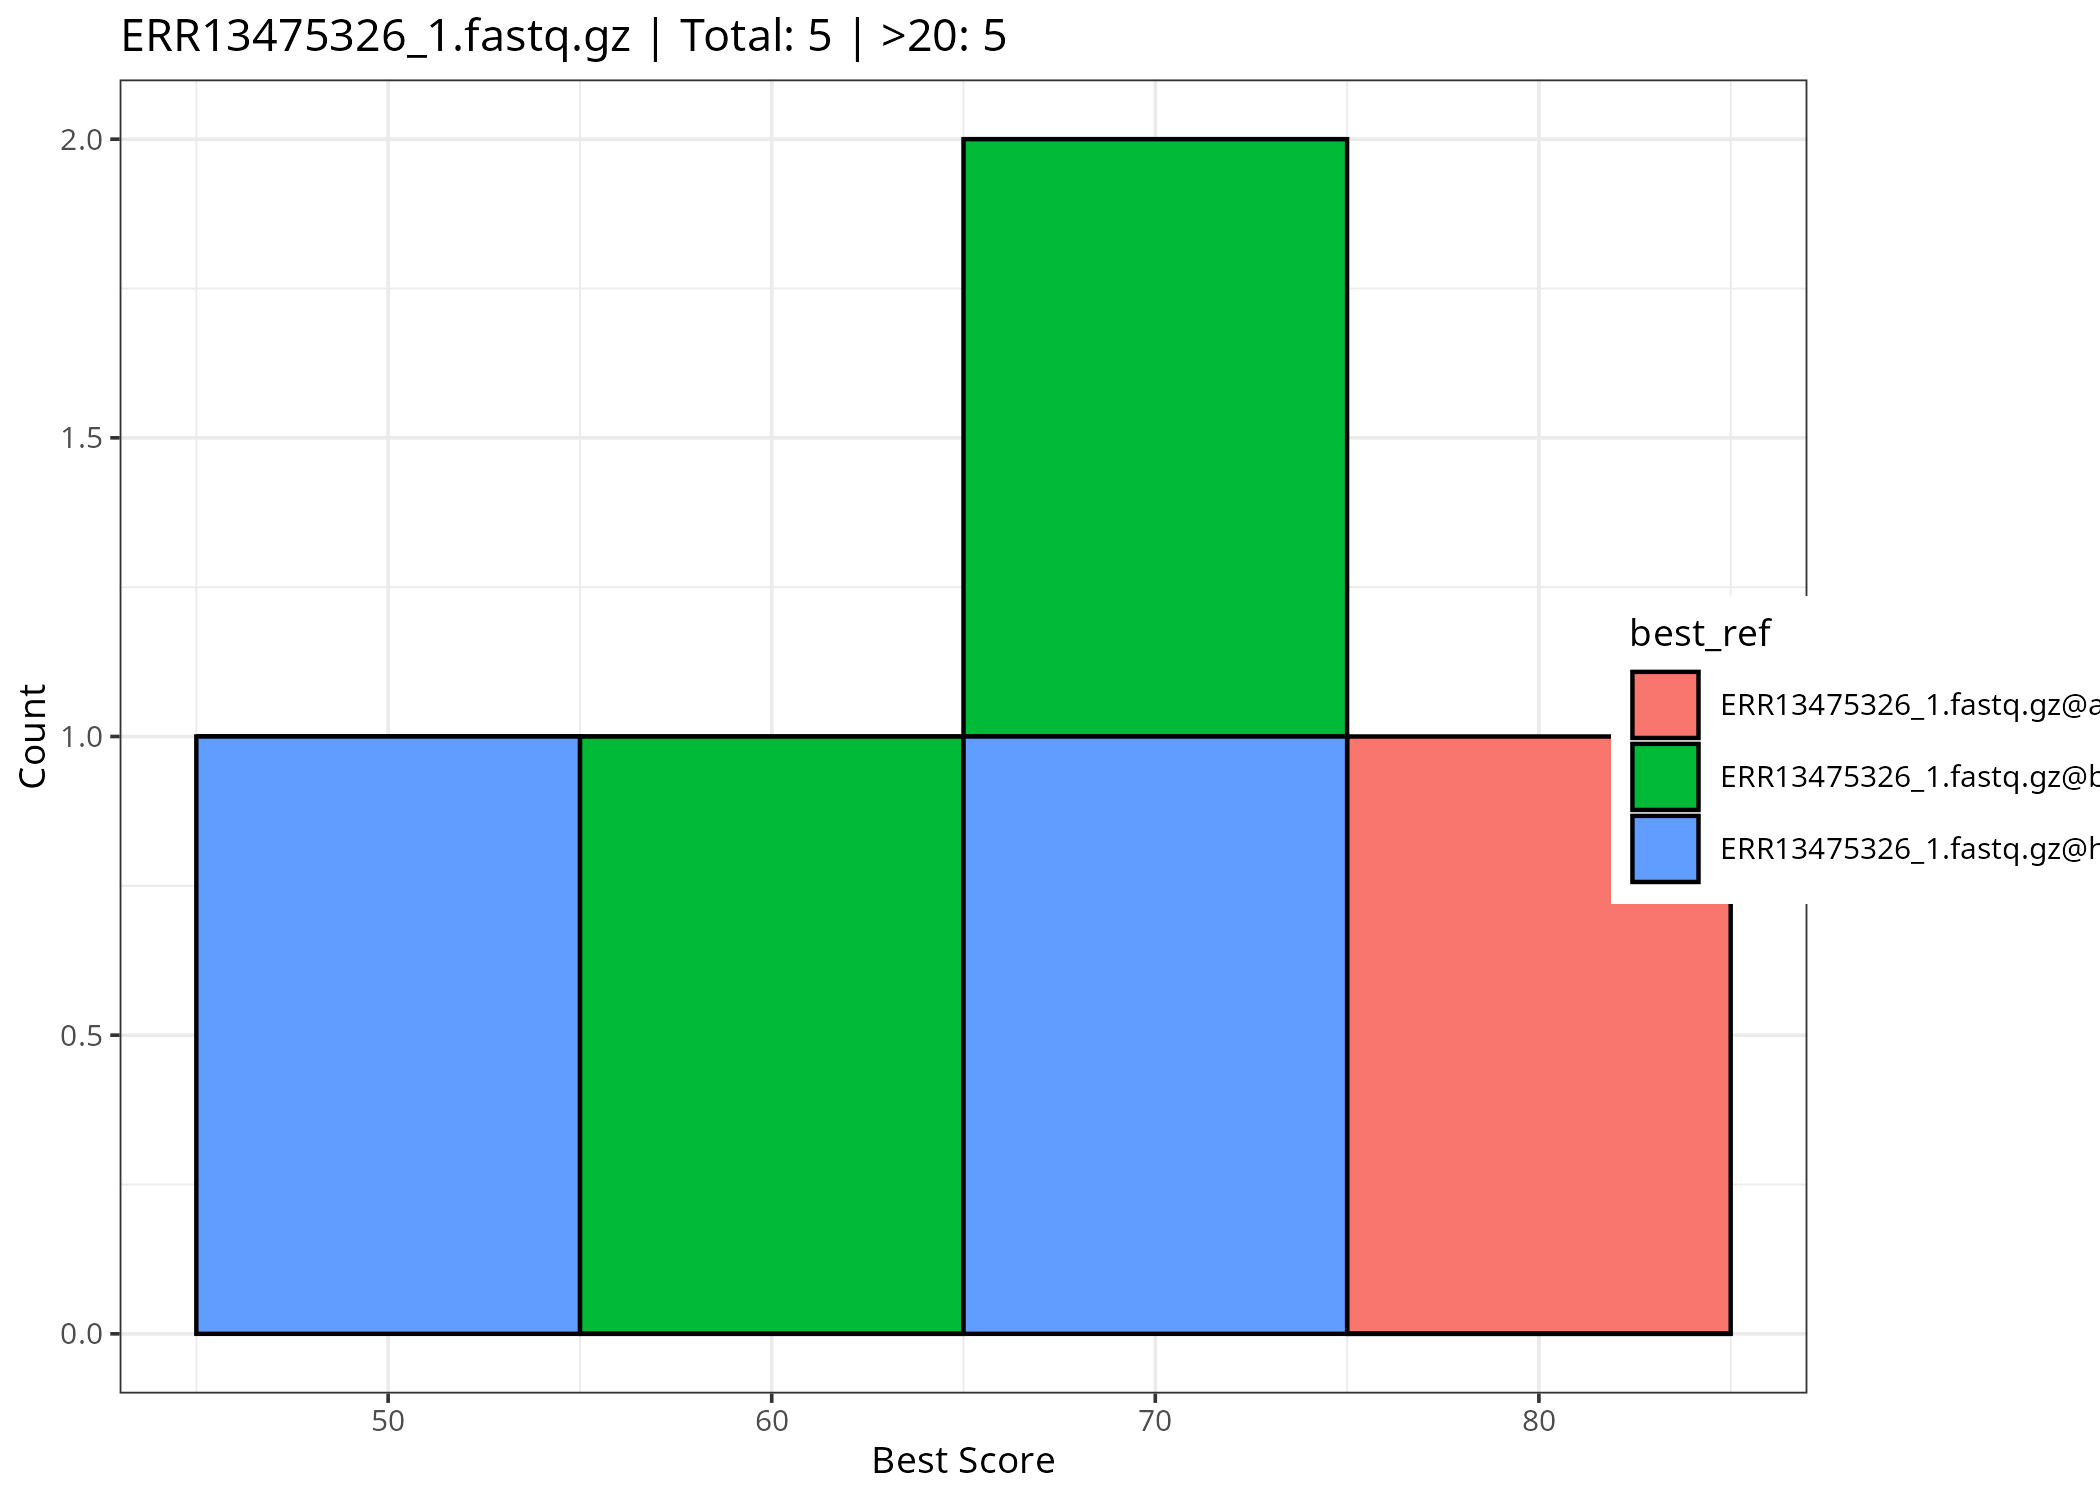 ERR13475326_1.fastq.gz | Total: 5 | >20: 5
2.0
1.5
1.0
0.5
0.0
Count
50 60 70 80
Best Score
best_ref
ERR13475326_1.fastq.gz@a
ERR13475326_1.fastq.gz@b
ERR13475326_1.fastq.gz@h